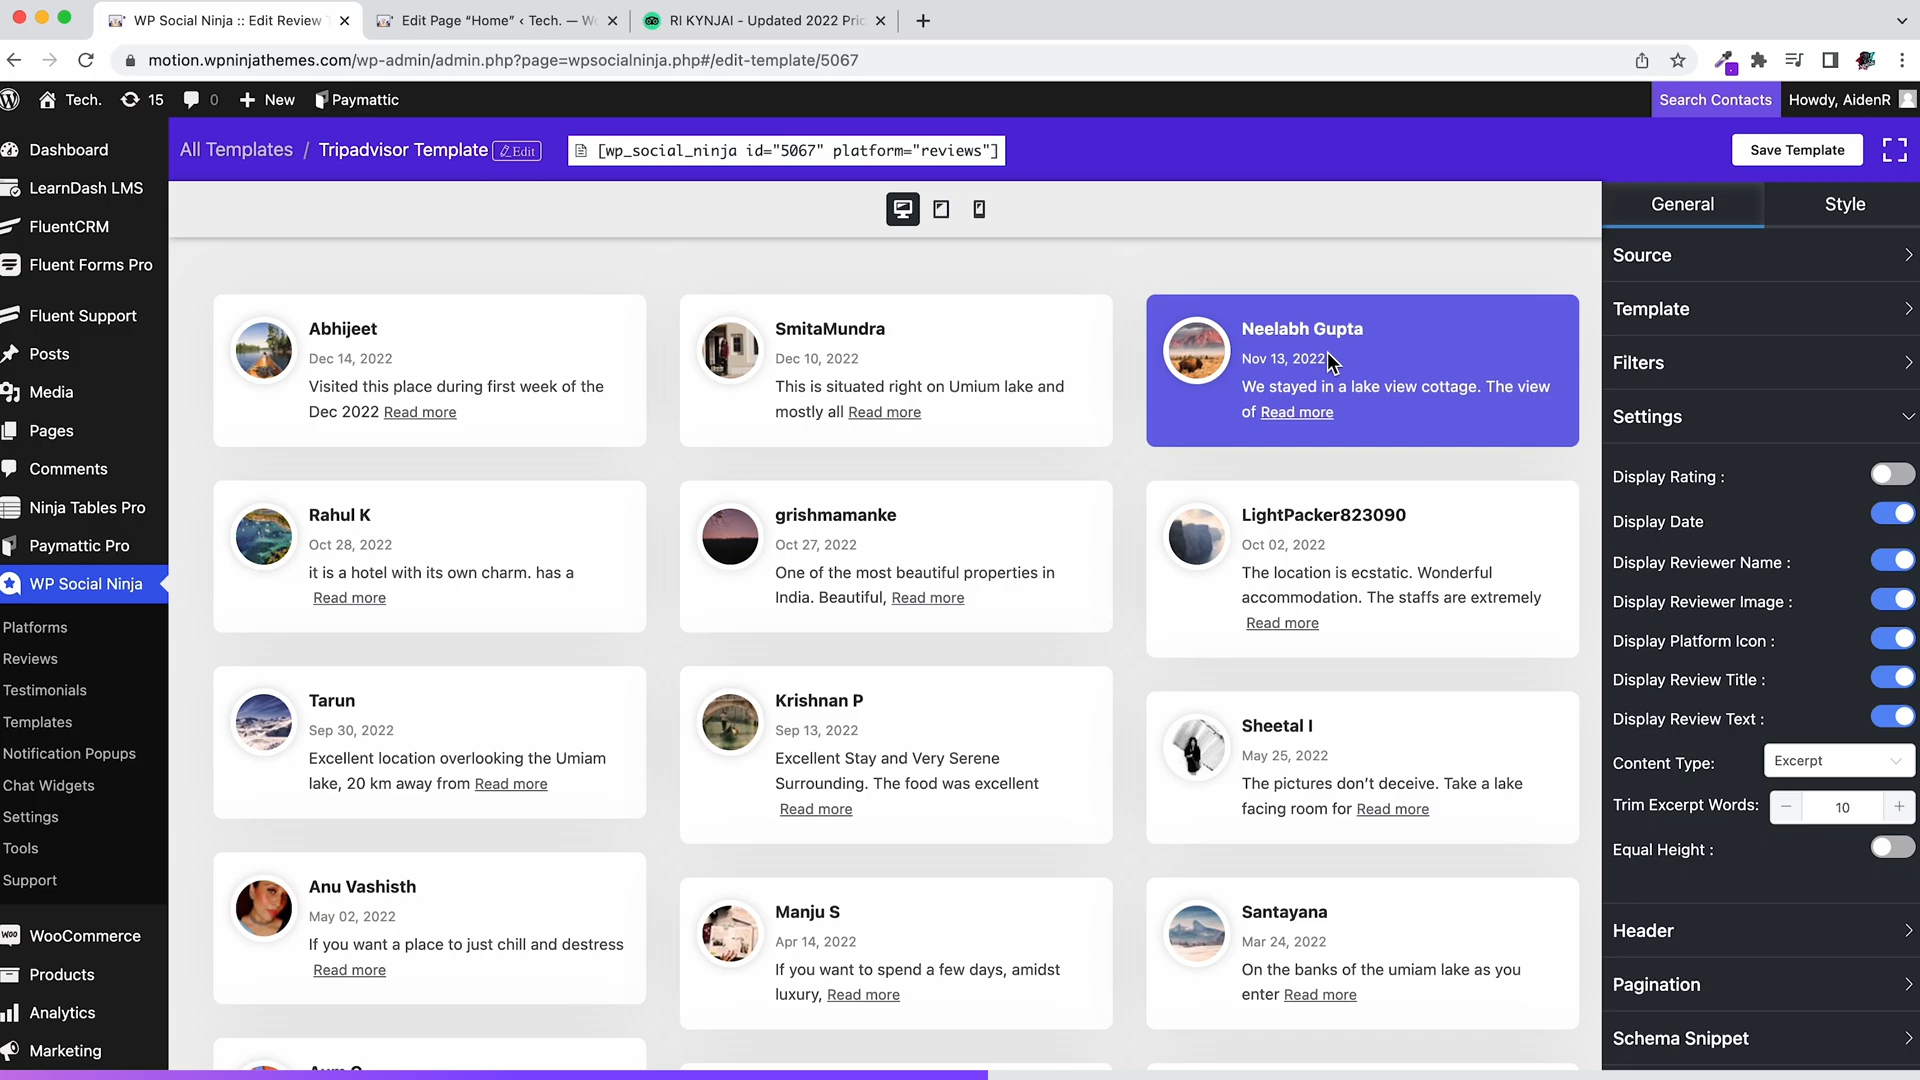 WP Social Ninja :: Edit Review T
Edit Page “Home” ‹ Tech. — Wo
RI KYNJAI - Updated 2022 Pric
motion.wpninjathemes.com/wp-admin/admin.php?page=wpsocialninja.php#/edit-template/5067
Tech.
15
0
New
Paymattic
Search Contacts
Howdy, AidenR
Dashboard
LearnDash LMS
FluentCRM
Fluent Forms Pro
Fluent Support
Posts
Media
Pages
Comments
Ninja Tables Pro
Paymattic Pro
WP Social Ninja
Platforms
Reviews
Testimonials
Templates
Notification Popups
Chat Widgets
Settings
Tools
Support
WooCommerce
Products
Analytics
Marketing
All Templates / Tripadvisor Template Edit
[wp_social_ninja id="5067" platform="reviews"]
Save Template
Abhijeet
Dec 14, 2022
Visited this place during first week of the
Dec 2022 Read more
SmitaMundra
Dec 10, 2022
This is situated right on Umium lake and
mostly all Read more
Neelabh Gupta
Nov 13, 2022
We stayed in a lake view cottage. The view
of Read more
Rahul K
Oct 28, 2022
it is a hotel with its own charm. has a
Read more
grishmamanke
Oct 27, 2022
One of the most beautiful properties in
India. Beautiful, Read more
LightPacker823090
Oct 02, 2022
The location is ecstatic. Wonderful
accommodation. The staffs are extremely
Read more
Tarun
Sep 30, 2022
Excellent location overlooking the Umiam
lake, 20 km away from Read more
Krishnan P
Sep 13, 2022
Excellent Stay and Very Serene
Surrounding. The food was excellent
Read more
Sheetal I
May 25, 2022
The pictures don’t deceive. Take a lake
facing room for Read more
Anu Vashisth
May 02, 2022
If you want a place to just chill and destress
Read more
Manju S
Apr 14, 2022
If you want to spend a few days, amidst
luxury, Read more
Santayana
Mar 24, 2022
On the banks of the umiam lake as you
enter Read more
General
Style
Source
Template
Filters
Settings
Display Rating :
Display Date
Display Reviewer Name :
Display Reviewer Image :
Display Platform Icon :
Display Review Title :
Display Review Text :
Content Type: Excerpt
Trim Excerpt Words: 10
Equal Height :
Header
Pagination
Schema Snippet